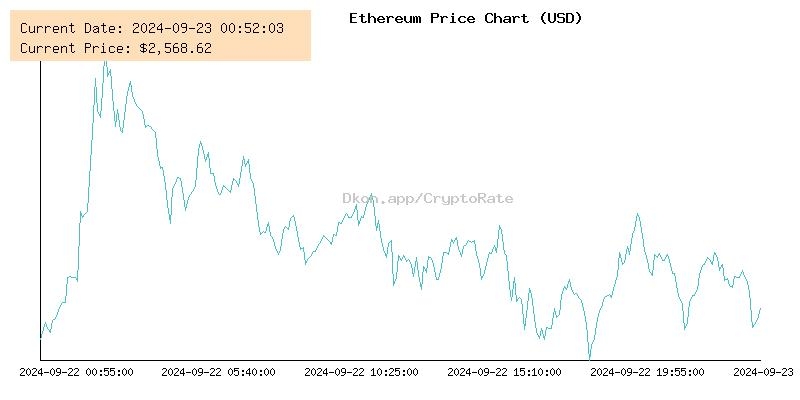 Ethereum Price Chart (USD)
Current Date: 2024-09-23 00:52:03
Current Price: $2,568.62
Dkon.app/CryptoRate
2024-09-22 00:55:00 2024-09-22 05:40:00 2024-09-22 10:25:00 2024-09-22 15:10:00 2024-09-22 19:55:00 2024-09-23